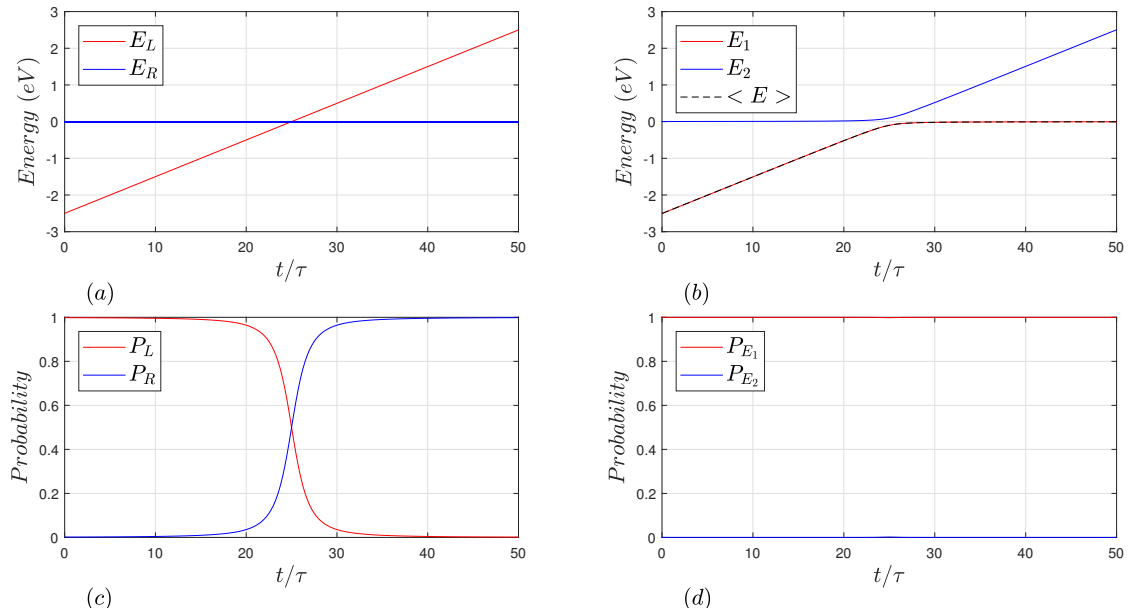 3
2
1
0
-1
-2
-3
Energy (eV)
E_L
E_R
0 10 20 30 40 50
t/τ
(a)
3
2
1
0
-1
-2
-3
Energy (eV)
E_1
E_2
< E >
0 10 20 30 40 50
t/τ
(b)
1
0.8
0.6
0.4
0.2
0
Probability
P_L
P_R
0 10 20 30 40 50
t/τ
(c)
1
0.8
0.6
0.4
0.2
0
Probability
P_{E_1}
P_{E_2}
0 10 20 30 40 50
t/τ
(d)